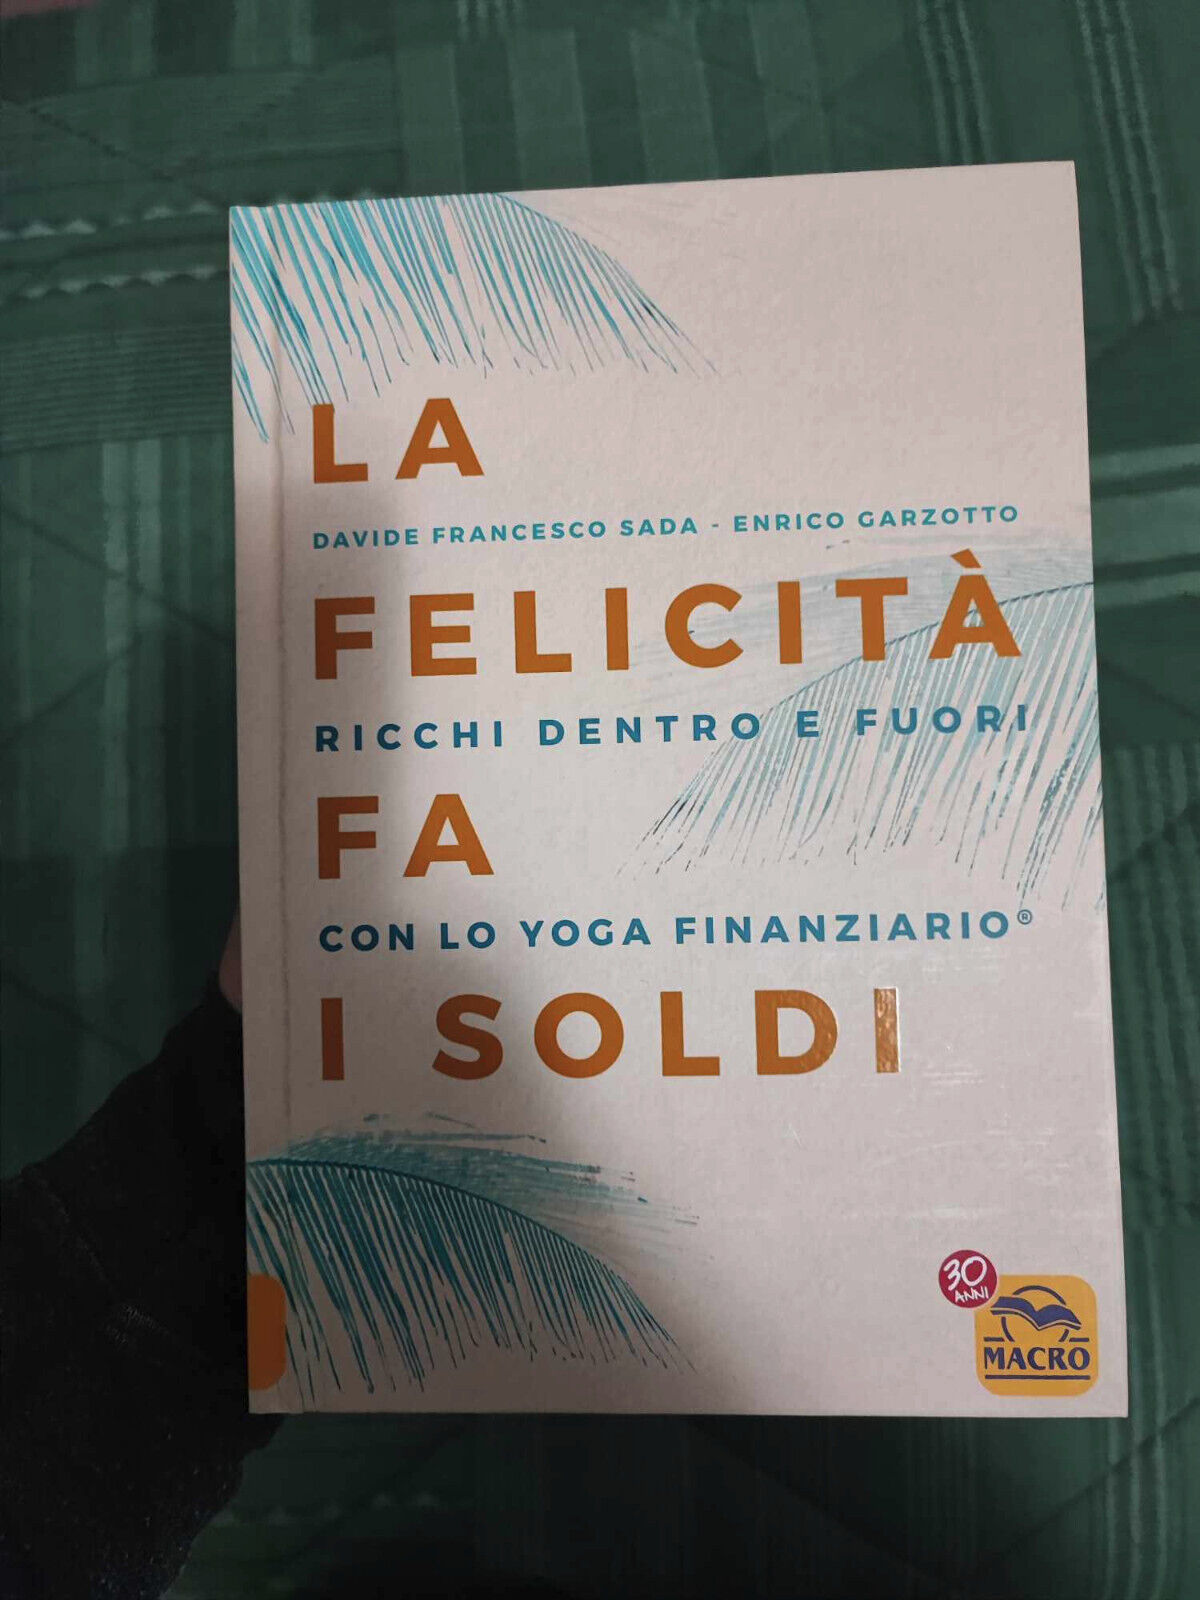 LA
DAVIDE FRANCESCO SADA - ENRICO GARZOTTO
FELICITÀ
RICCHI DENTRO E FUORI
FA
CON LO YOGA FINANZIARIO®
I SOLDI
30
ANNI
MACRO